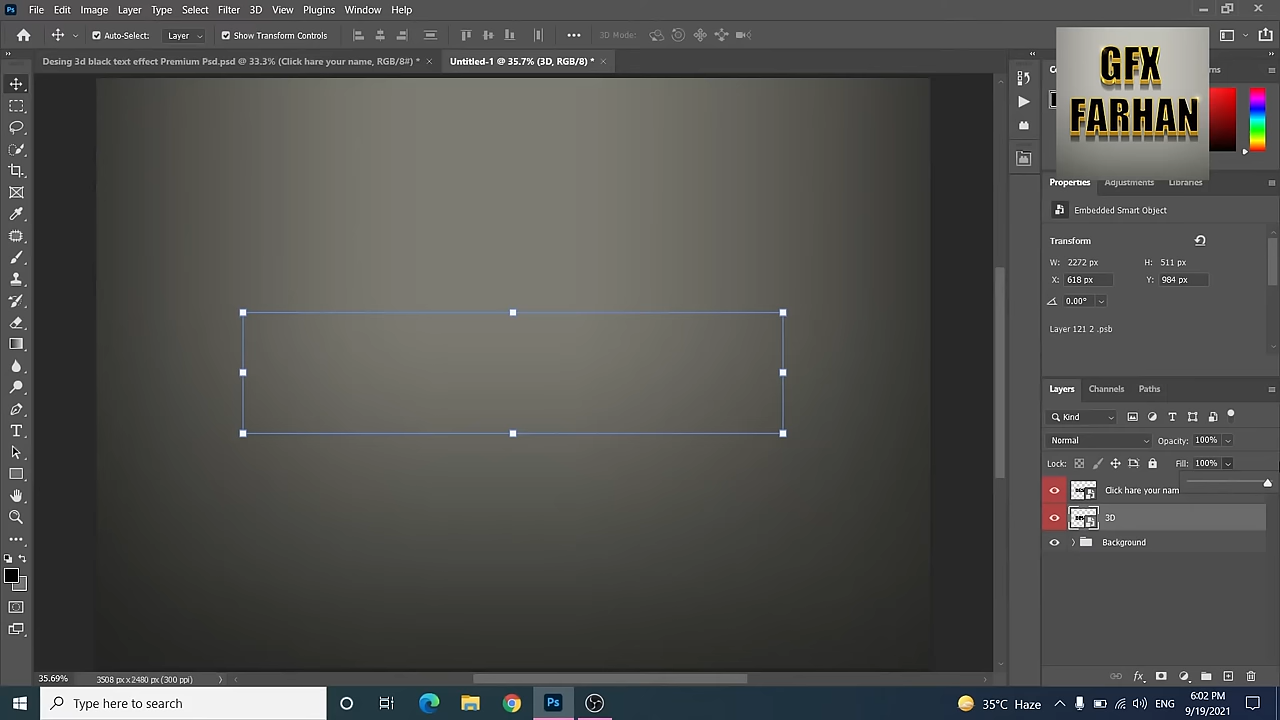 Ps File Edit Image Layer Type Select Filter 3D View Plugins Window Help
Auto-Select: Layer Show Transform Controls 3D Mode:
Desing 3d black text effect Premium Psd.psd @ 33.3% (Click hare your name, RGB/8#) * Untitled-1 @ 35.7% (3D, RGB/8) *
GFX
FARHAN
Properties Adjustments Libraries
Embedded Smart Object
Transform
W: 2272 px H: 511 px
X: 618 px Y: 984 px
0.00°
Layer 121 2 .psb
Layers Channels Paths
Kind
Normal Opacity: 100%
Lock: Fill: 100%
Click hare your nam
3D
Background
35.69% 3508 px x 2480 px (300 ppi)
Type here to search
Ps
35°C Haze
ENG
6:02 PM
9/19/2021